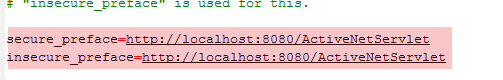 # "insecure_preface" is used for this.
secure_preface=http://localhost:8080/ActiveNetServlet
insecure_preface=http://localhost:8080/ActiveNetServlet